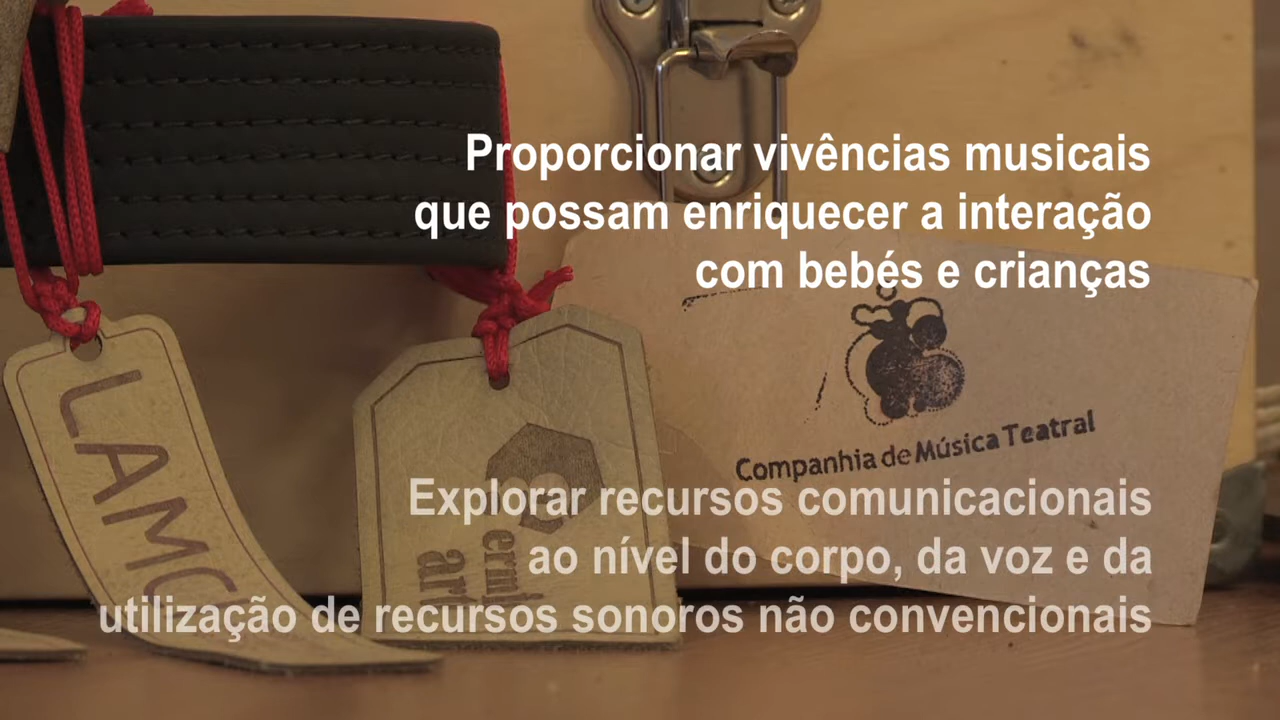 Proporcionar vivências musicais
que possam enriquecer a interação
com bebés e crianças
Companhia de Música Teatral
Explorar recursos comunicacionais
ao nível do corpo, da voz e da
utilização de recursos sonoros não convencionais